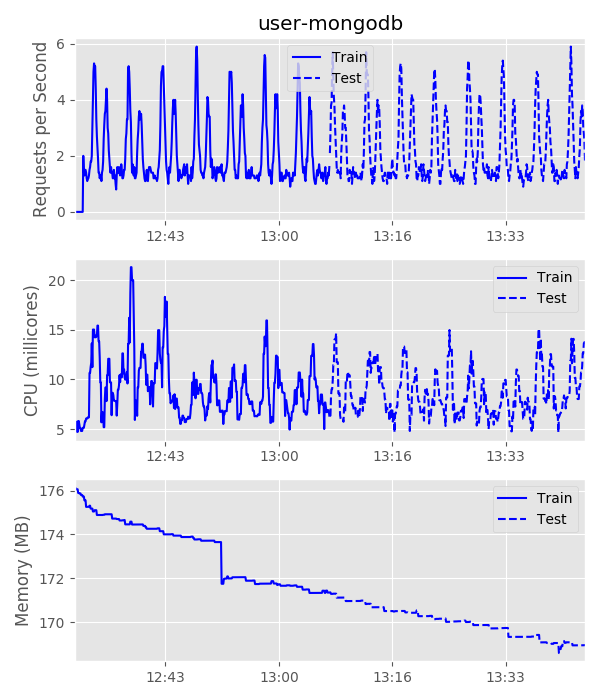 user-mongodb
Requests per Second
6
4
2
0
Train
Test
12:43
13:00
13:16
13:33
CPU (millicores)
20
15
10
5
Train
Test
12:43
13:00
13:16
13:33
Memory (MB)
176
174
172
170
Train
Test
12:43
13:00
13:16
13:33